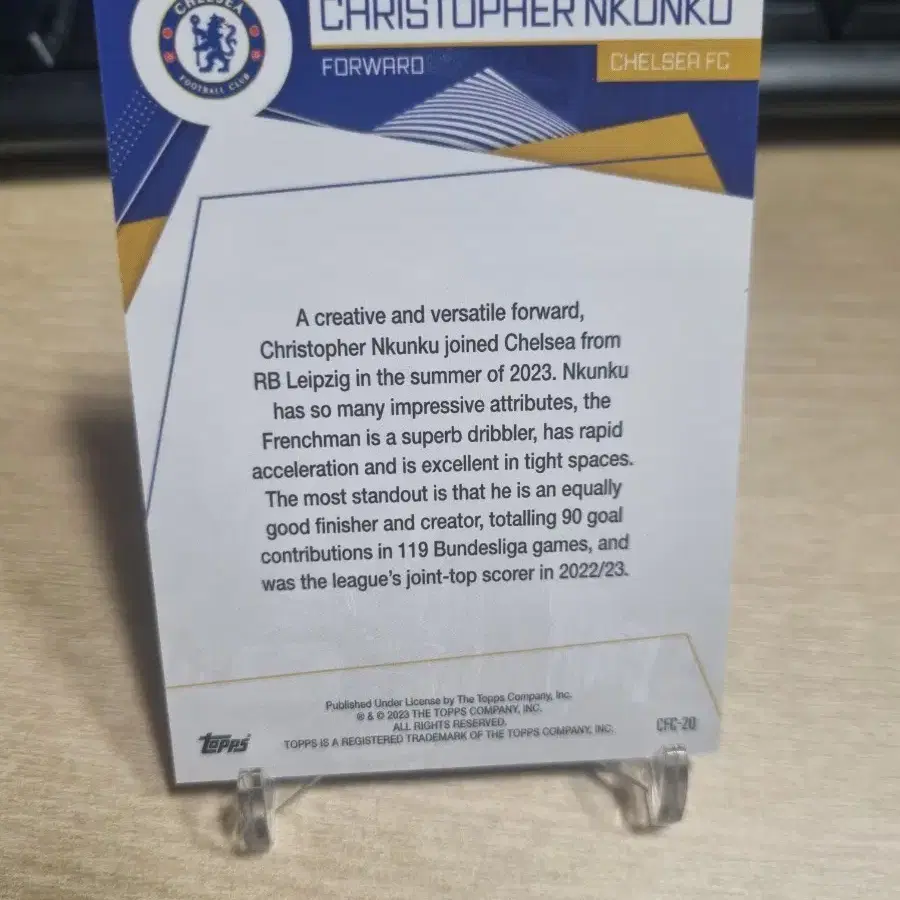 CHELSEA
FOOTBALL CLUB
CHRISTOPHER NKUNKU
FORWARD
CHELSEA FC
A creative and versatile forward,
Christopher Nkunku joined Chelsea from
RB Leipzig in the summer of 2023. Nkunku
has so many impressive attributes, the
Frenchman is a superb dribbler, has rapid
acceleration and is excellent in tight spaces.
The most standout is that he is an equally
good finisher and creator, totalling 90 goal
contributions in 119 Bundesliga games, and
was the league's joint-top scorer in 2022/23.
Published Under License by The Topps Company, Inc.
® & © 2023 THE TOPPS COMPANY, INC.
ALL RIGHTS RESERVED.
TOPPS IS A REGISTERED TRADEMARK OF THE TOPPS COMPANY, INC.
topps
CFC-20